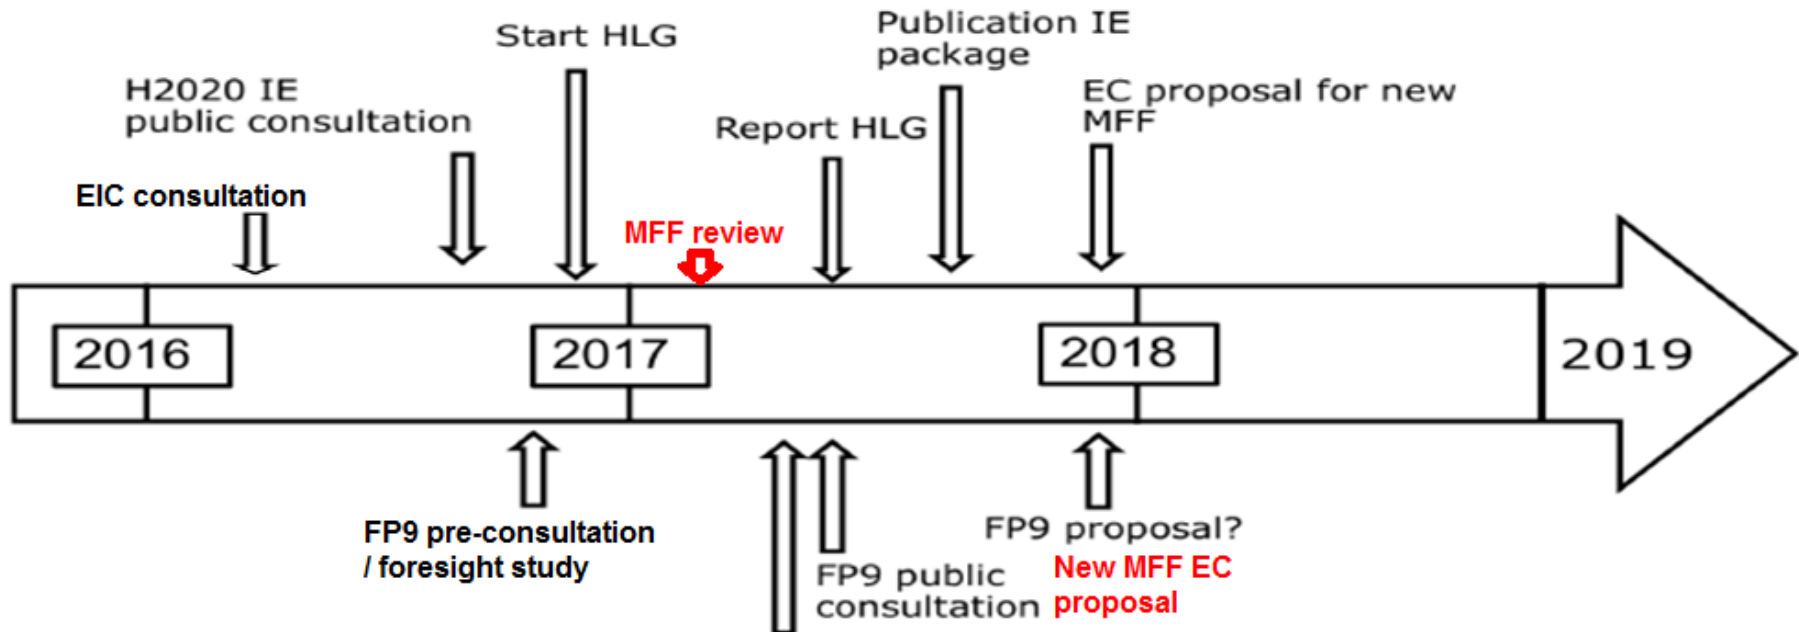 Start HLG
Publication IE
package
H2020 IE
public consultation
EC proposal for new
MFF
Report HLG
EIC consultation
MFF review
2016
2017
2018
2019
FP9 pre-consultation
/ foresight study
FP9 public
consultation
FP9 proposal?
New MFF EC
proposal